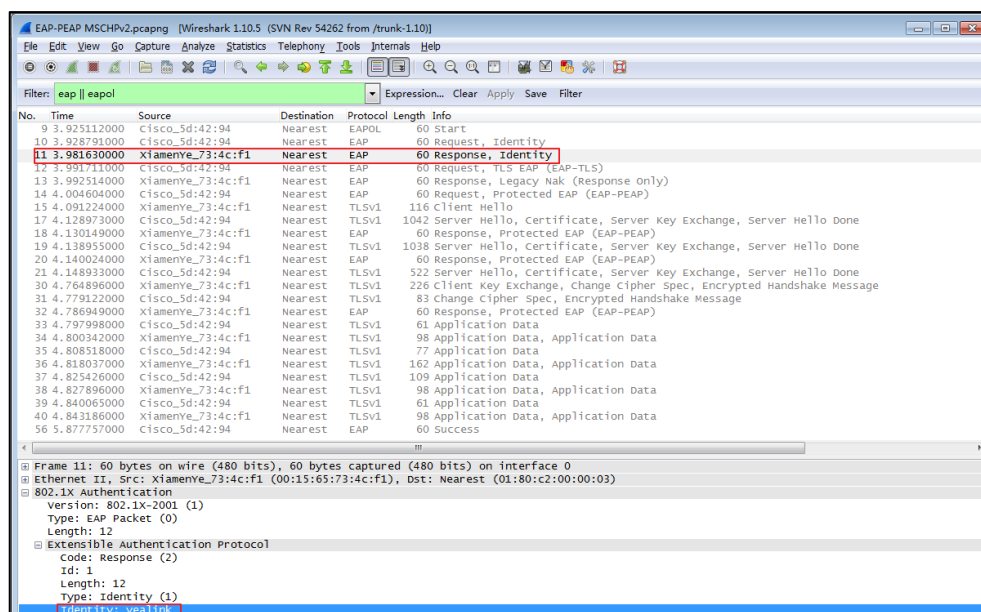 EAP-PEAP MSCHPv2.pcapng [Wireshark 1.10.5 (SVN Rev 54262 from /trunk-1.10)]
File Edit View Go Capture Analyze Statistics Telephony Tools Internals Help
Filter: eap || eapol Expression... Clear Apply Save Filter
No. Time Source Destination Protocol Length Info
9 3.925112000 Cisco_5d:42:94 Nearest EAPOL 60 Start
10 3.928791000 Cisco_5d:42:94 Nearest EAP 60 Request, Identity
11 3.981630000 XiamenYe_73:4c:f1 Nearest EAP 60 Response, Identity
12 3.991711000 Cisco_5d:42:94 Nearest EAP 60 Request, TLS EAP (EAP-TLS)
13 3.992514000 XiamenYe_73:4c:f1 Nearest EAP 60 Response, Legacy Nak (Response Only)
14 4.004604000 Cisco_5d:42:94 Nearest EAP 60 Request, Protected EAP (EAP-PEAP)
15 4.091224000 XiamenYe_73:4c:f1 Nearest TLSv1 116 Client Hello
17 4.128973000 Cisco_5d:42:94 Nearest TLSv1 1042 Server Hello, Certificate, Server Key Exchange, Server Hello Done
18 4.130149000 XiamenYe_73:4c:f1 Nearest EAP 60 Response, Protected EAP (EAP-PEAP)
19 4.138955000 Cisco_5d:42:94 Nearest TLSv1 1038 Server Hello, Certificate, Server Key Exchange, Server Hello Done
20 4.140024000 XiamenYe_73:4c:f1 Nearest EAP 60 Response, Protected EAP (EAP-PEAP)
21 4.148933000 Cisco_5d:42:94 Nearest TLSv1 522 Server Hello, Certificate, Server Key Exchange, Server Hello Done
30 4.764896000 XiamenYe_73:4c:f1 Nearest TLSv1 226 Client Key Exchange, Change Cipher Spec, Encrypted Handshake Message
31 4.779122000 Cisco_5d:42:94 Nearest TLSv1 83 Change Cipher Spec, Encrypted Handshake Message
32 4.786949000 XiamenYe_73:4c:f1 Nearest EAP 60 Response, Protected EAP (EAP-PEAP)
33 4.797998000 Cisco_5d:42:94 Nearest TLSv1 61 Application Data
34 4.800342000 XiamenYe_73:4c:f1 Nearest TLSv1 98 Application Data, Application Data
35 4.808518000 Cisco_5d:42:94 Nearest TLSv1 77 Application Data
36 4.818037000 XiamenYe_73:4c:f1 Nearest TLSv1 162 Application Data, Application Data
37 4.825426000 Cisco_5d:42:94 Nearest TLSv1 109 Application Data
38 4.827896000 XiamenYe_73:4c:f1 Nearest TLSv1 98 Application Data, Application Data
39 4.840065000 Cisco_5d:42:94 Nearest TLSv1 61 Application Data
40 4.843186000 XiamenYe_73:4c:f1 Nearest TLSv1 98 Application Data, Application Data
56 5.877757000 Cisco_5d:42:94 Nearest EAP 60 Success
Frame 11: 60 bytes on wire (480 bits), 60 bytes captured (480 bits) on interface 0
Ethernet II, Src: XiamenYe_73:4c:f1 (00:15:65:73:4c:f1), Dst: Nearest (01:80:c2:00:00:03)
802.1X Authentication
Version: 802.1X-2001 (1)
Type: EAP Packet (0)
Length: 12
Extensible Authentication Protocol
Code: Response (2)
Id: 1
Length: 12
Type: Identity (1)
Identity: yealink